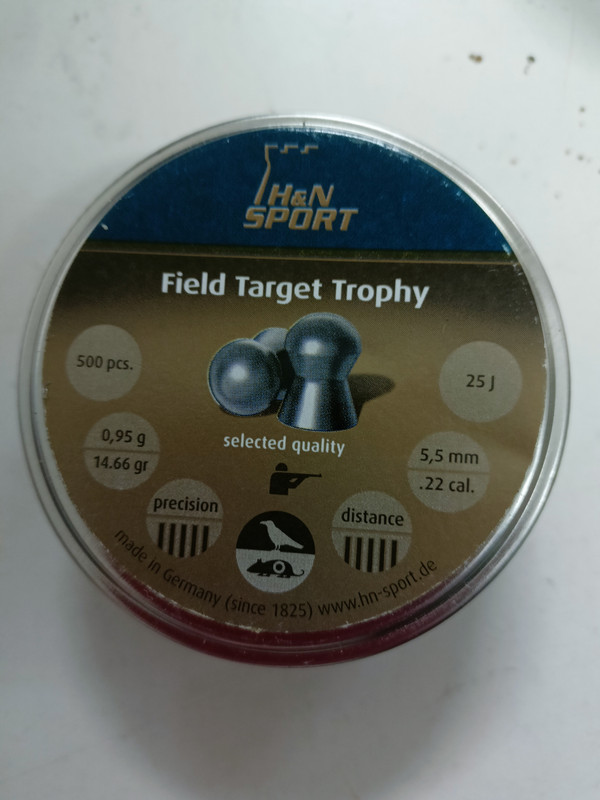 H&N
SPORT
Field Target Trophy
500 pcs.
25 J
selected quality
0,95 g
14.66 gr
5,5 mm
.22 cal.
precision
distance
made in Germany (since 1825) www.hn-sport.de